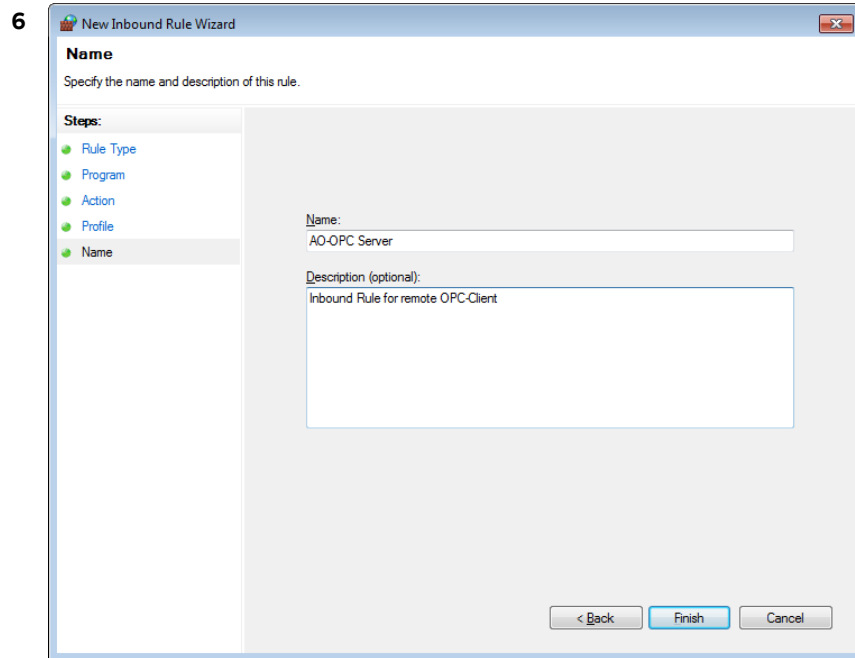 6
New Inbound Rule Wizard
Name
Specify the name and description of this rule.
Steps:
Rule Type
Program
Action
Profile
Name
Name:
AO-OPC Server
Description (optional):
Inbound Rule for remote OPC-Client
< Back
Finish
Cancel